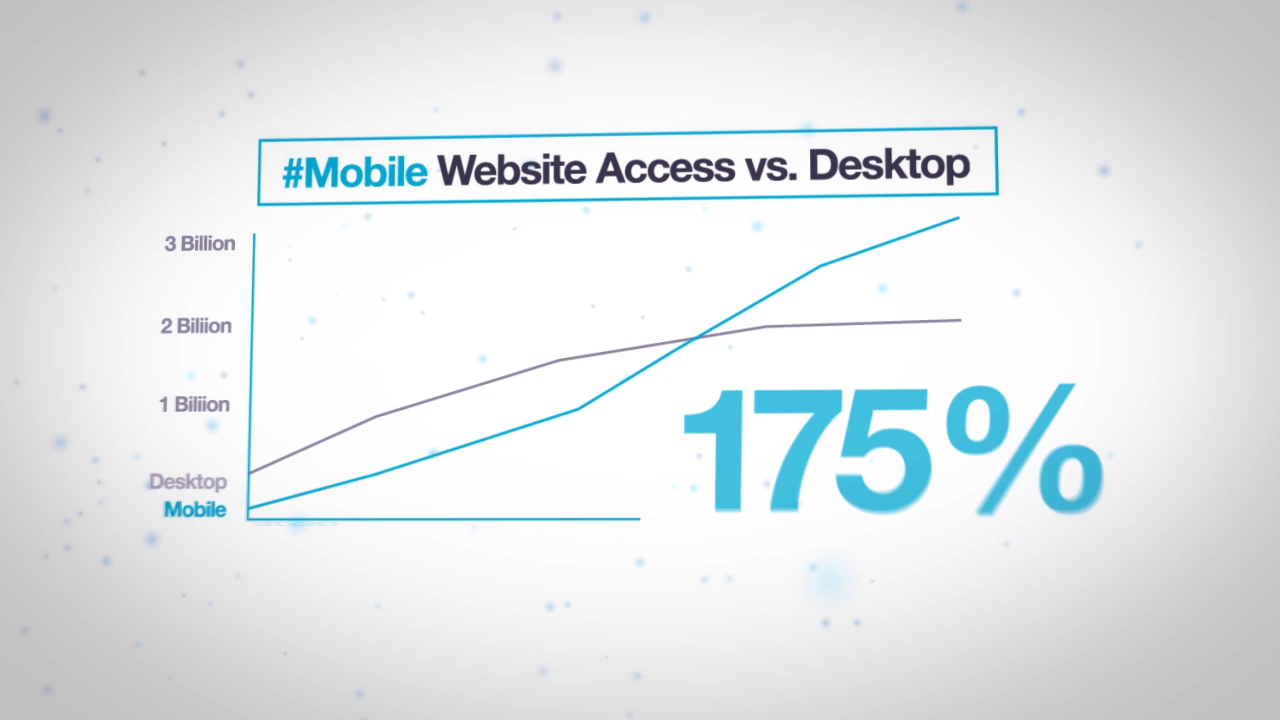 #Mobile Website Access vs. Desktop
3 Billion
2 Biliion
1 Biliion
Desktop
Mobile
175%